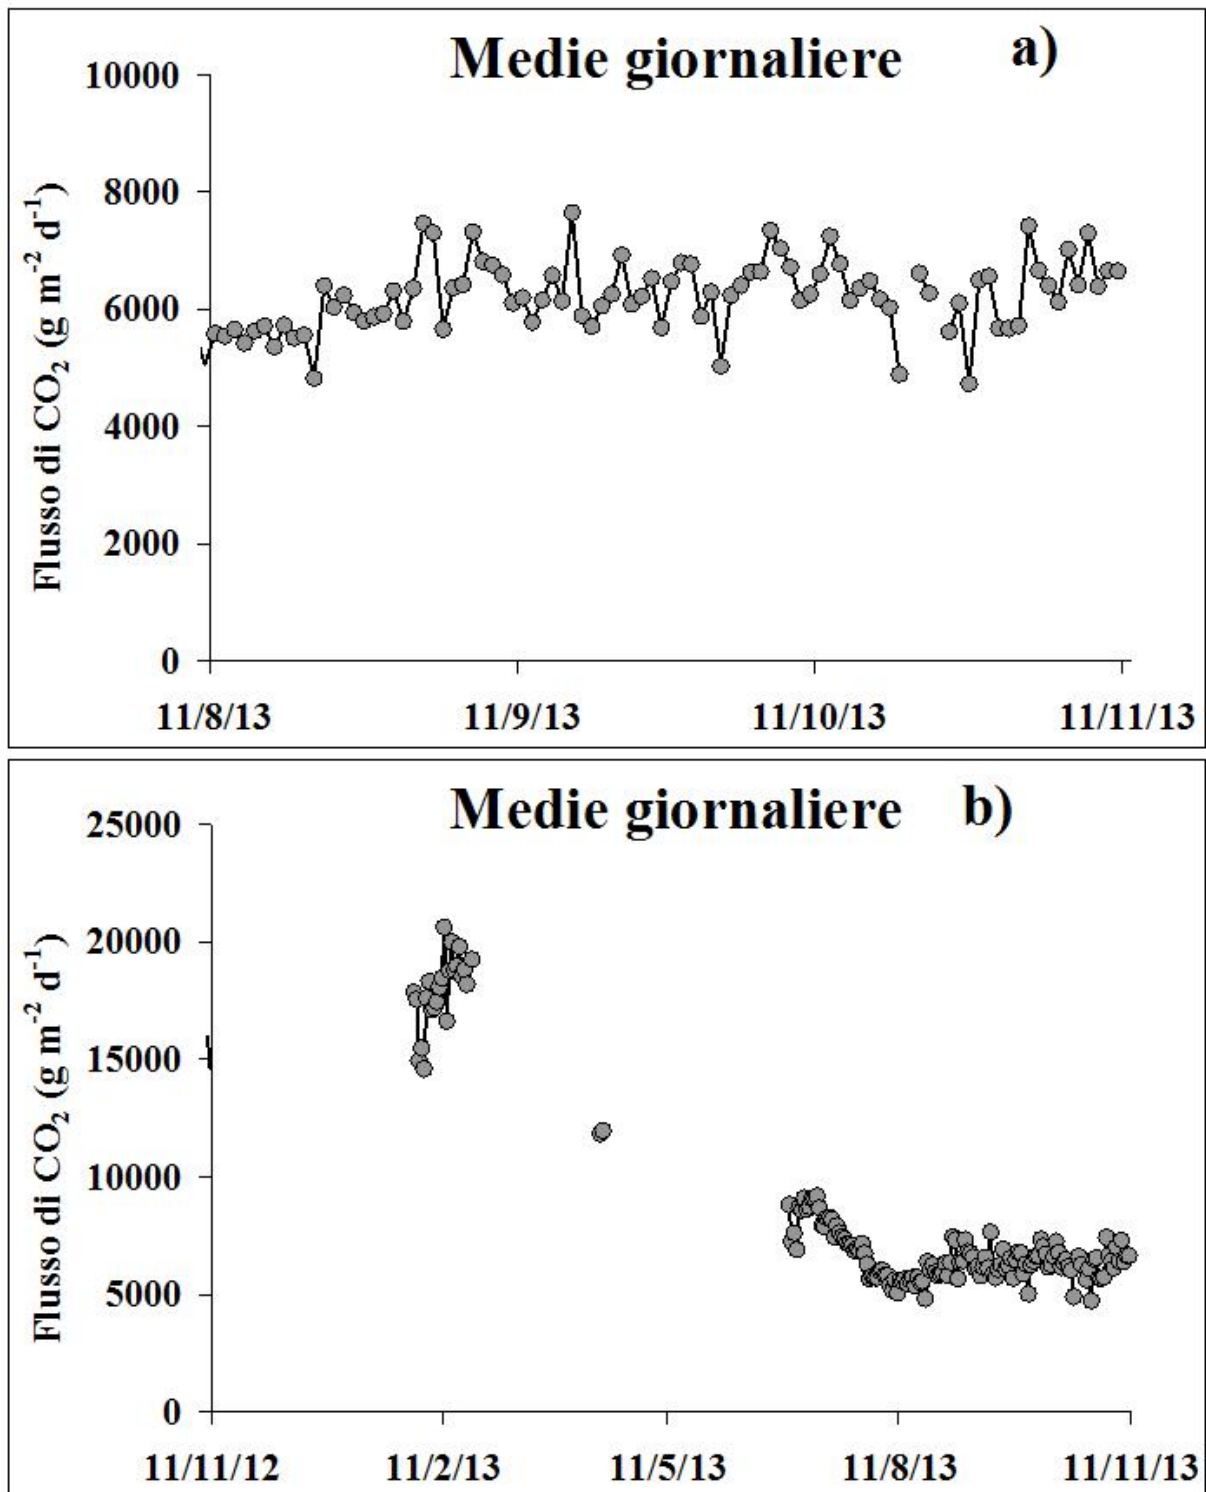 Medie giornaliere a)
10000
8000
6000
4000
2000
0
Flusso di CO₂ (g m⁻² d⁻¹)
11/8/13 11/9/13 11/10/13 11/11/13
Medie giornaliere b)
25000
20000
15000
10000
5000
0
Flusso di CO₂ (g m⁻² d⁻¹)
11/11/12 11/2/13 11/5/13 11/8/13 11/11/13